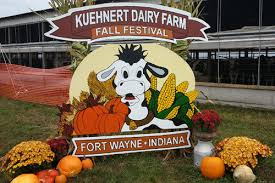 KUEHNERT DAIRY FARM
FALL FESTIVAL
FORT WAYNE • INDIANA